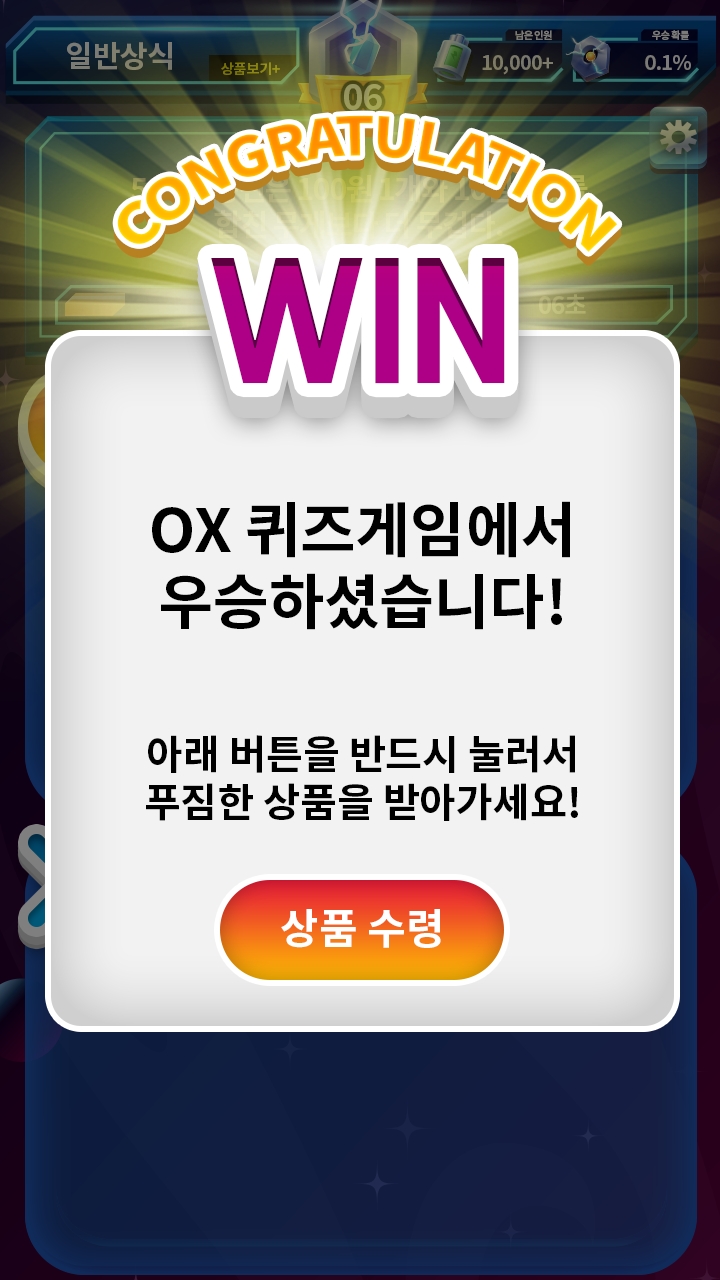 일반상식
상품보기+
남은인원
10,000+
우승확률
0.1%
06
CONGRATULATION
WIN
06초
OX 퀴즈게임에서
우승하셨습니다!
아래 버튼을 반드시 눌러서
푸짐한 상품을 받아가세요!
상품 수령